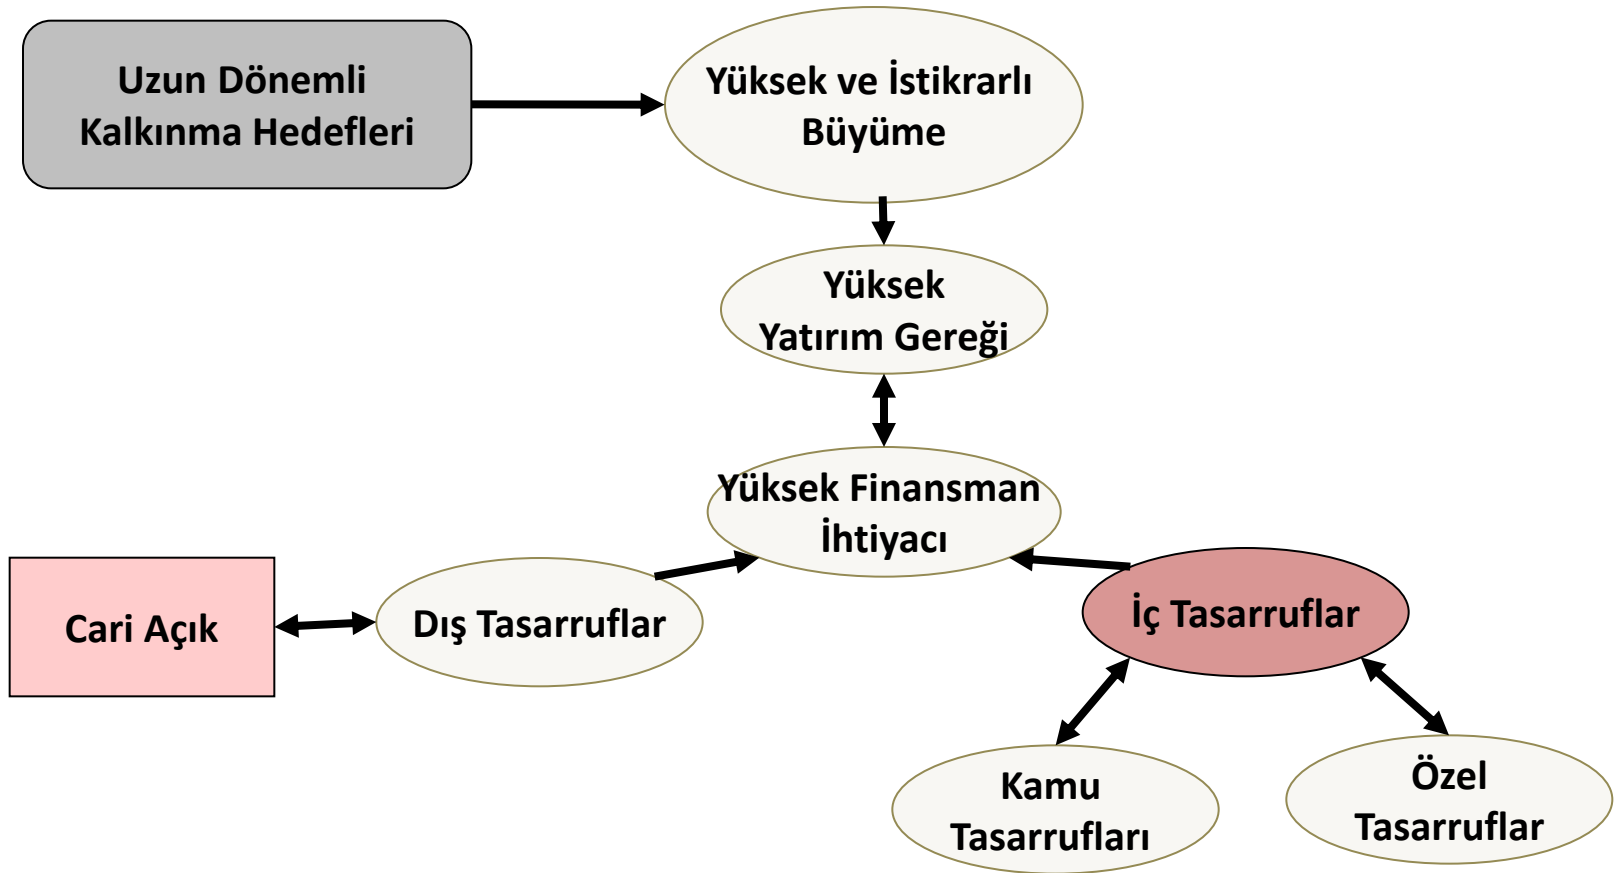 Uzun Dönemli
Kalkınma Hedefleri
Yüksek ve İstikrarlı
Büyüme
Yüksek
Yatırım Gereği
Yüksek Finansman
İhtiyacı
Cari Açık
Dış Tasarruflar
İç Tasarruflar
Kamu
Tasarrufları
Özel
Tasarruflar